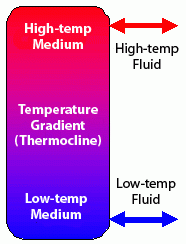 High-temp
Medium
High-temp
Fluid
Temperature
Gradient
(Thermocline)
Low-temp
Fluid
Low-temp
Medium